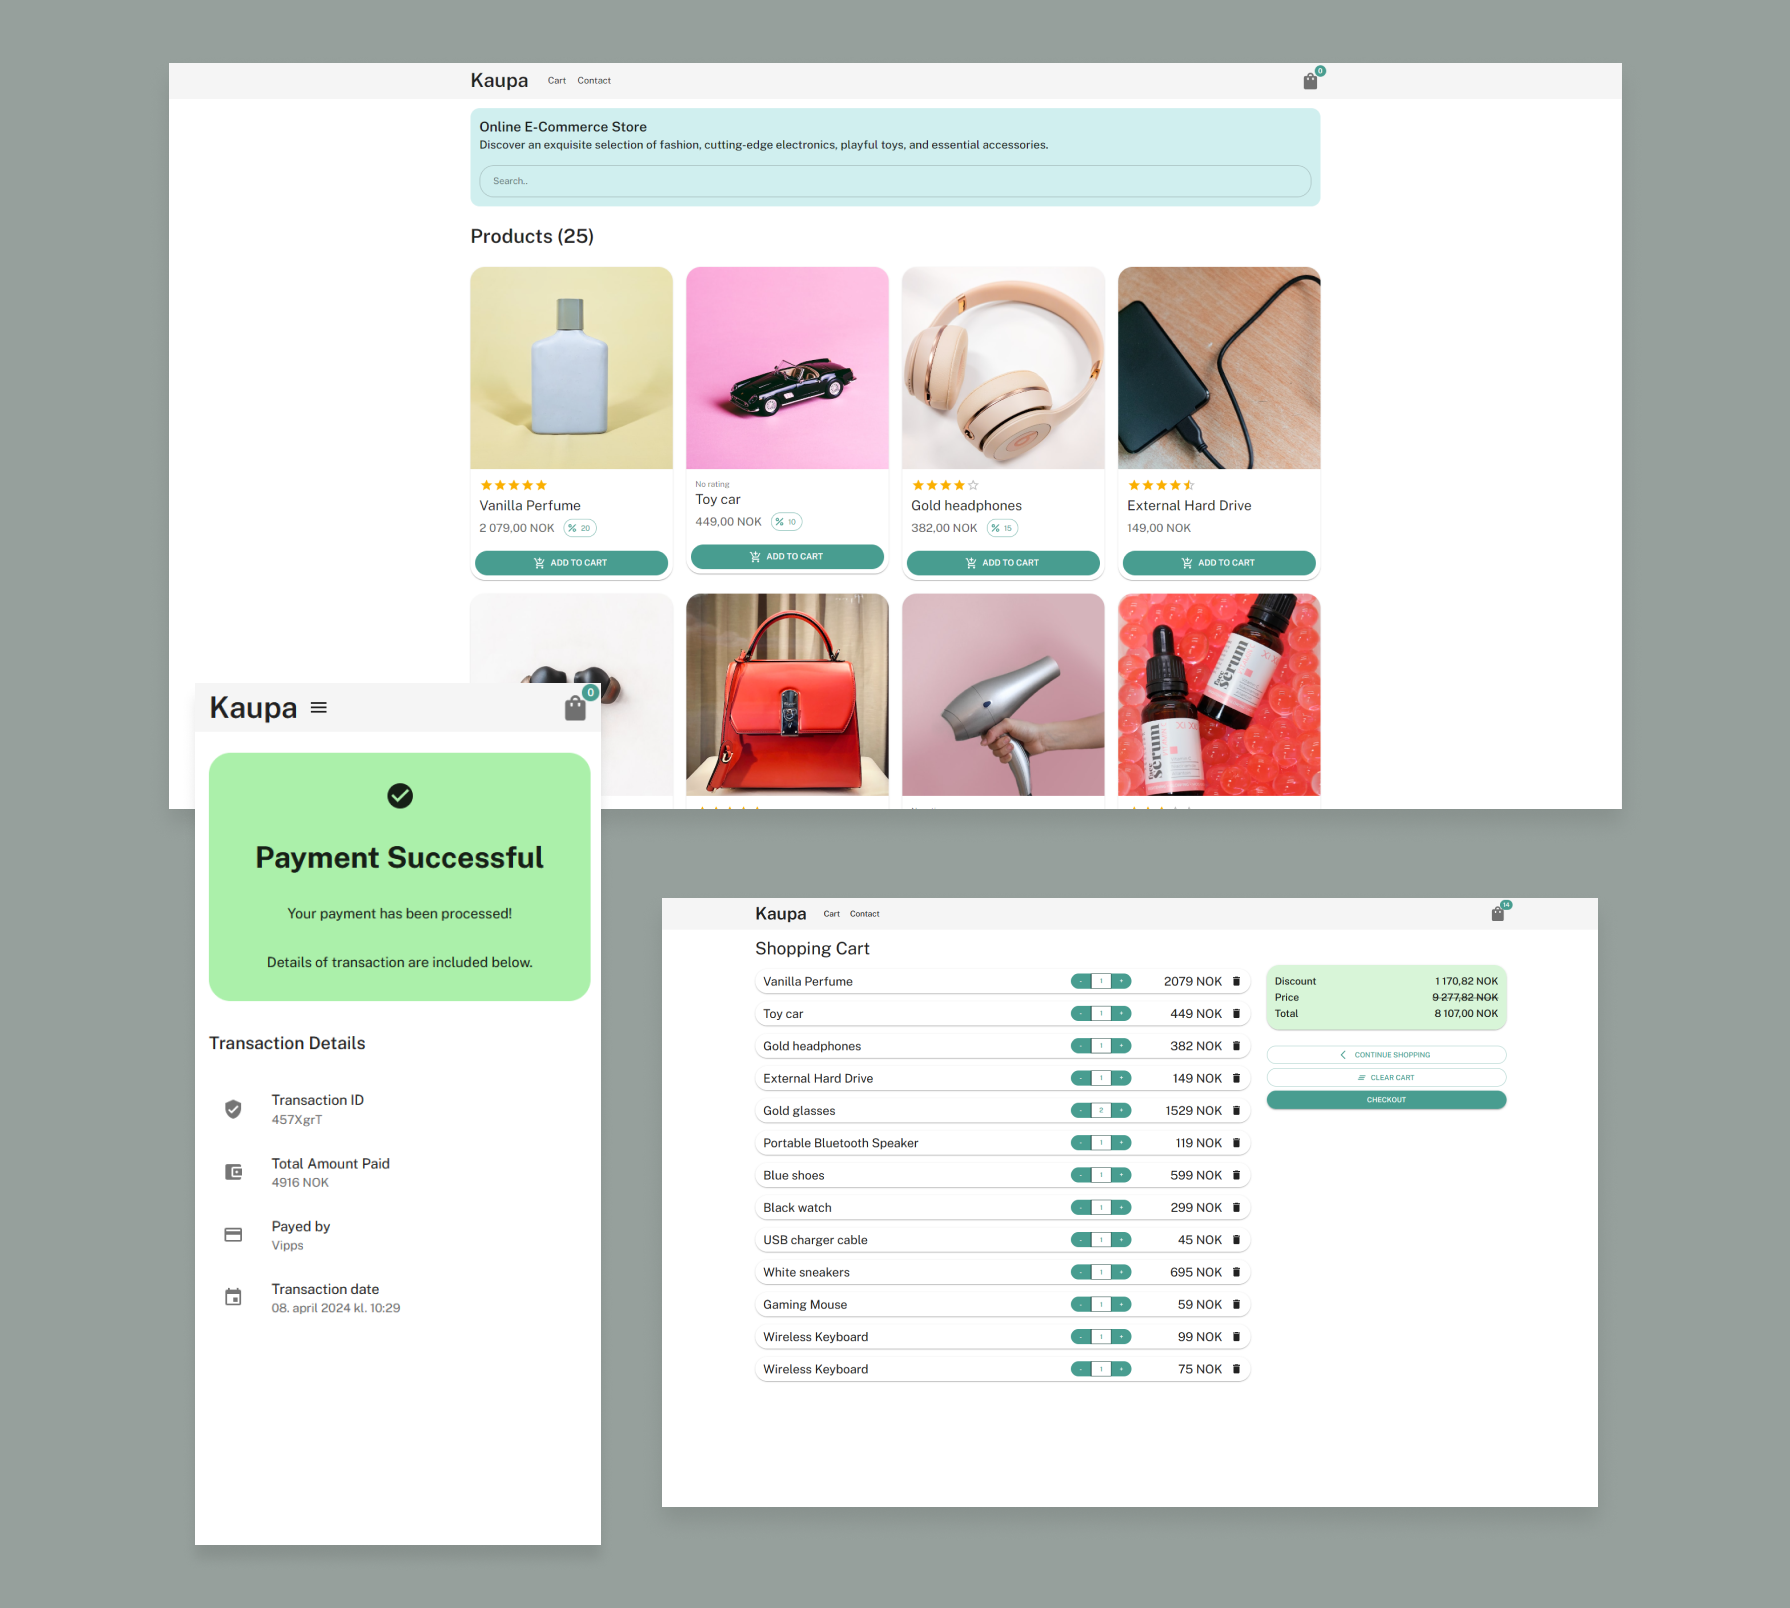 Kaupa Cart Contact 0
Online E-Commerce Store
Discover an exquisite selection of fashion, cutting-edge electronics, playful toys, and essential accessories.
Search..
Products (25)
Vanilla Perfume
2 079,00 NOK 20
ADD TO CART
No rating
Toy car
449,00 NOK 10
ADD TO CART
Gold headphones
382,00 NOK 15
ADD TO CART
External Hard Drive
149,00 NOK
ADD TO CART
face serum
face serum
Kaupa 0
Payment Successful
Your payment has been processed!
Details of transaction are included below.
Transaction Details
Transaction ID
457XgrT
Total Amount Paid
4916 NOK
Payed by
Vipps
Transaction date
08. april 2024 kl. 10:29
Kaupa Cart Contact 14
Shopping Cart
Vanilla Perfume - 1 + 2079 NOK
Toy car - 1 + 449 NOK
Gold headphones - 1 + 382 NOK
External Hard Drive - 1 + 149 NOK
Gold glasses - 2 + 1529 NOK
Portable Bluetooth Speaker - 1 + 119 NOK
Blue shoes - 1 + 599 NOK
Black watch - 1 + 299 NOK
USB charger cable - 1 + 45 NOK
White sneakers - 1 + 695 NOK
Gaming Mouse - 1 + 59 NOK
Wireless Keyboard - 1 + 99 NOK
Wireless Keyboard - 1 + 75 NOK
Discount 1 170,82 NOK
Price 9 277,82 NOK
Total 8 107,00 NOK
CONTINUE SHOPPING
CLEAR CART
CHECKOUT